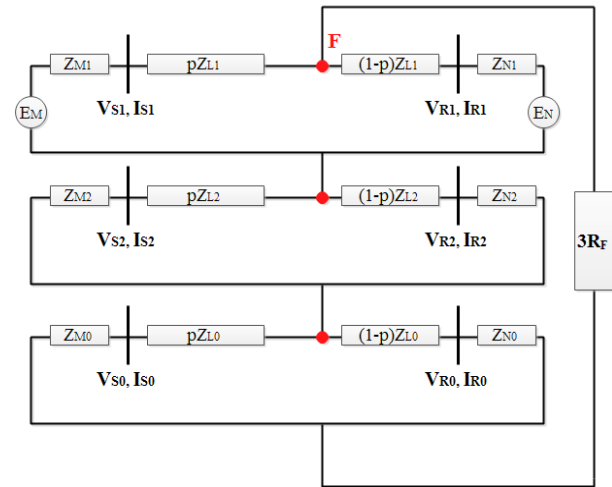 F
ZM1 pZL1 (1-p)ZL1 ZN1
EM VS1, IS1 VR1, IR1 EN
ZM2 pZL2 (1-p)ZL2 ZN2
VS2, IS2 VR2, IR2
3RF
ZM0 pZL0 (1-p)ZL0 ZN0
VS0, IS0 VR0, IR0